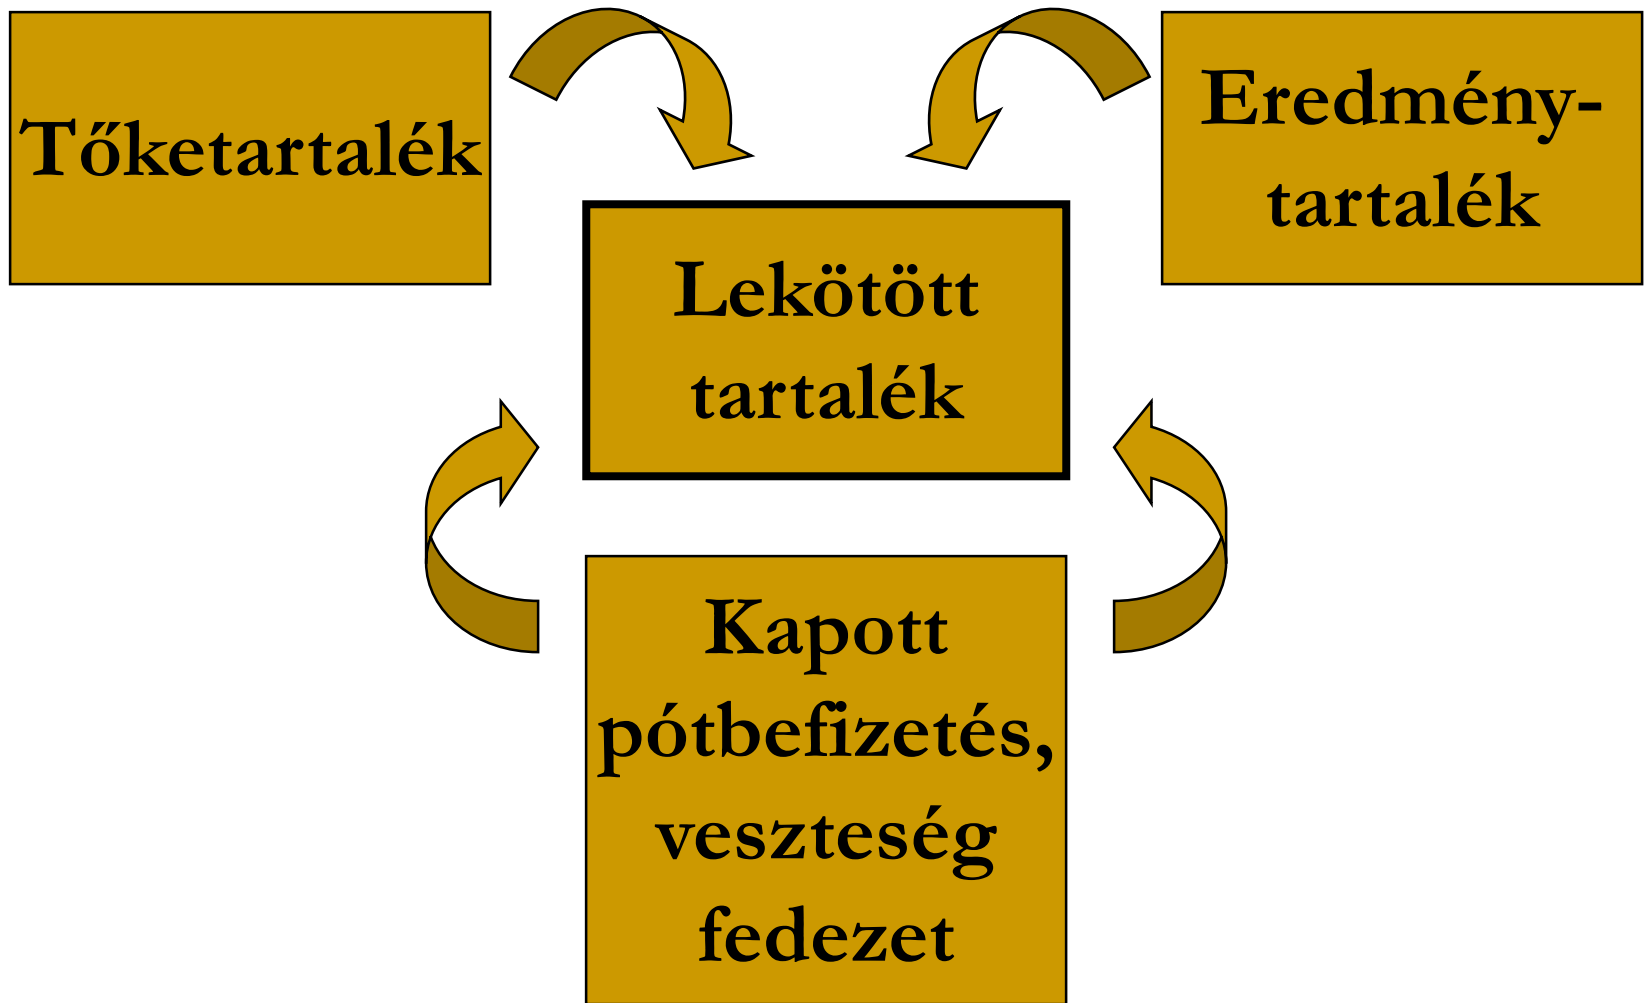 Tőketartalék
Eredmény-
tartalék
Lekötött
tartalék
Kapott
pótbefizetés,
veszteség
fedezet